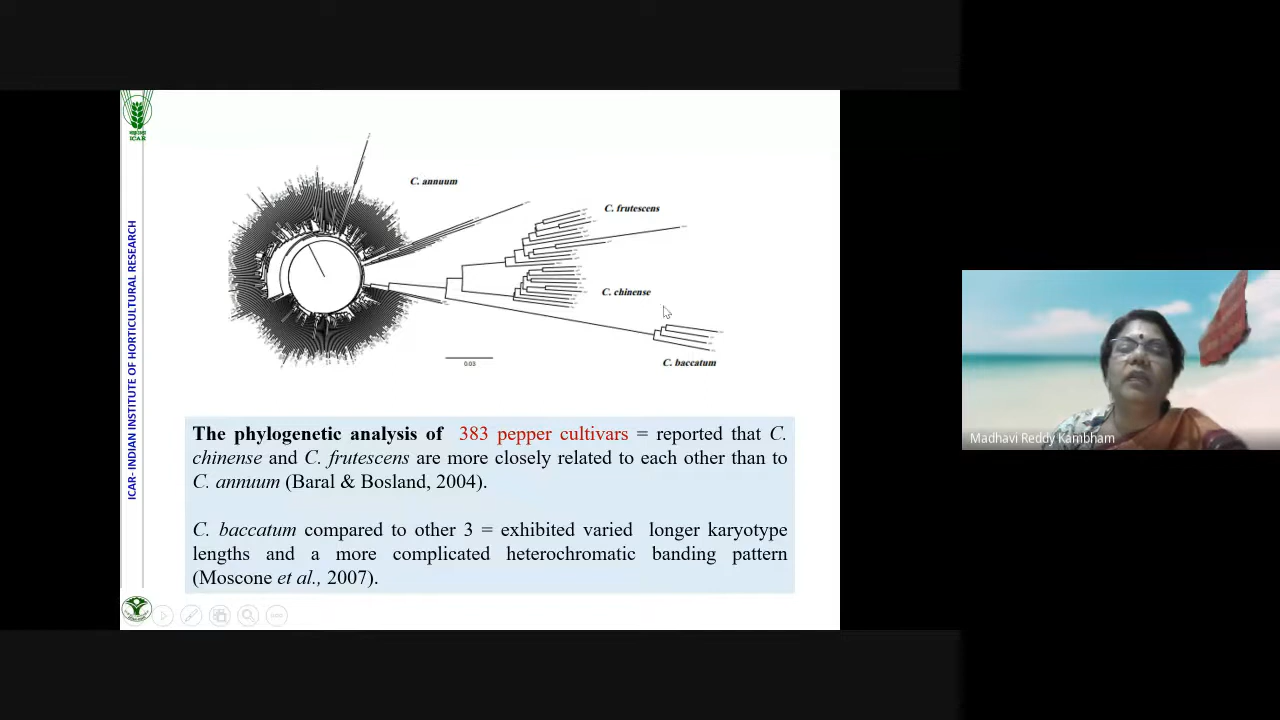 ICAR
ICAR- INDIAN INSTITUTE OF HORTICULTURAL RESEARCH
C. annuum
C. frutescens
C. chinense
C. baccatum
0.03
The phylogenetic analysis of 383 pepper cultivars = reported that C.
chinense and C. frutescens are more closely related to each other than to
C. annuum (Baral & Bosland, 2004).
C. baccatum compared to other 3 = exhibited varied longer karyotype
lengths and a more complicated heterochromatic banding pattern
(Moscone et al., 2007).
Madhavi Reddy Kambham